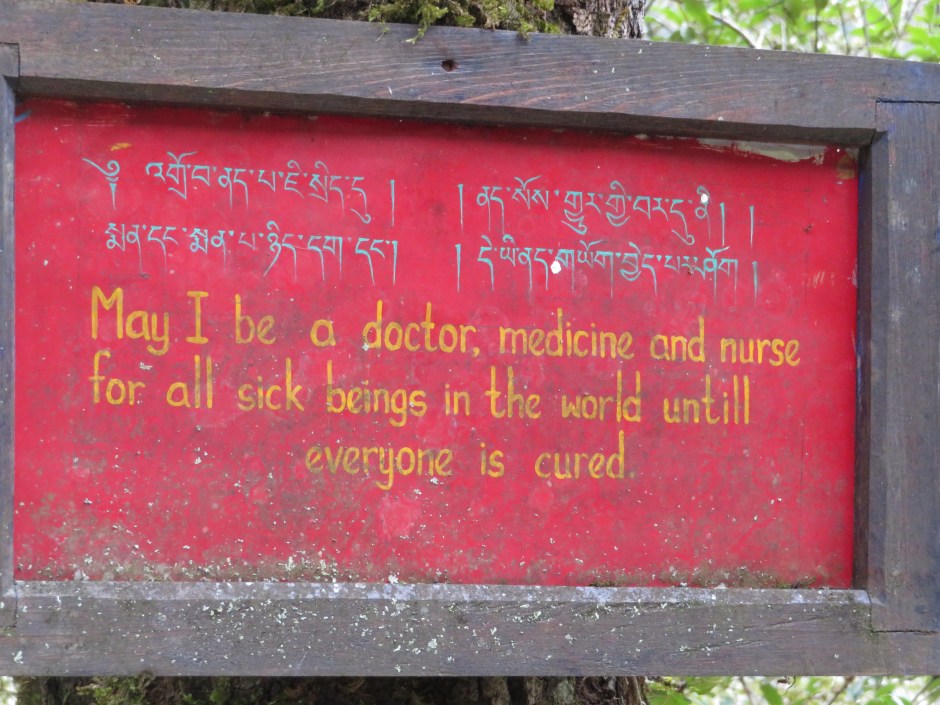 ༄ འགྲོ་བ་ནད་པ་ཇི་སྲིད་དུ ། ། ནད་སོས་གྱུར་གྱི་བར་དུ་ནི ། །
སྨན་དང་སྨན་པ་ཉིད་དག་དང་། ། དེ་ཡི་ནད་གཡོག་བྱེད་པར་ཤོག །
May I be a doctor, medicine and nurse
for all sick beings in the world untill
everyone is cured.